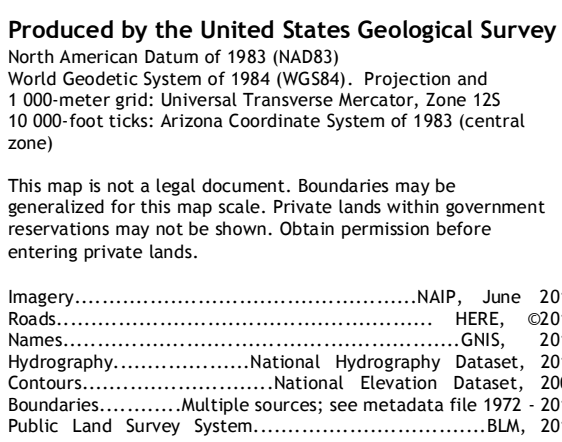 Produced by the United States Geological Survey
North American Datum of 1983 (NAD83)
World Geodetic System of 1984 (WGS84). Projection and
1 000-meter grid: Universal Transverse Mercator, Zone 12S
10 000-foot ticks: Arizona Coordinate System of 1983 (central
zone)
This map is not a legal document. Boundaries may be
generalized for this map scale. Private lands within government
reservations may not be shown. Obtain permission before
entering private lands.
Imagery....................................................NAIP, June
Roads......................................................... HERE,
Names............................................................GNIS,
Hydrography.....................National Hydrography Dataset,
Contours.............................National Elevation Dataset,
Boundaries............Multiple sources; see metadata file 1972 -
Public Land Survey System...................................BLM,